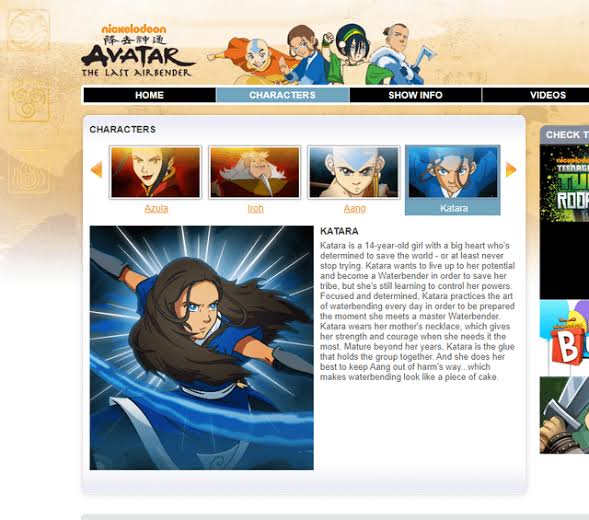 nickelodeon
降去神通
AVATAR
THE LAST AIRBENDER
HOME
CHARACTERS
SHOW INFO
VIDEOS
CHARACTERS
Azula
Iroh
Aang
Katara
KATARA
Katara is a 14-year-old girl with a big heart who's
determined to save the world - or at least never
stop trying. Katara wants to live up to her potential
and become a Waterbender in order to save her
tribe, but she's still learning to control her powers.
Focused and determined, Katara practices the art
of waterbending every day in order to be prepared
the moment she meets a master Waterbender.
Katara wears her mother's necklace, which gives
her strength and courage when she needs it the
most. Mature beyond her years, Katara is the glue
that holds the group together. And she does her
best to keep Aang out of harm's way...which
makes waterbending look like a piece of cake.
CHECK T
nickelodeon
TEENAGE
TU
ROO
B